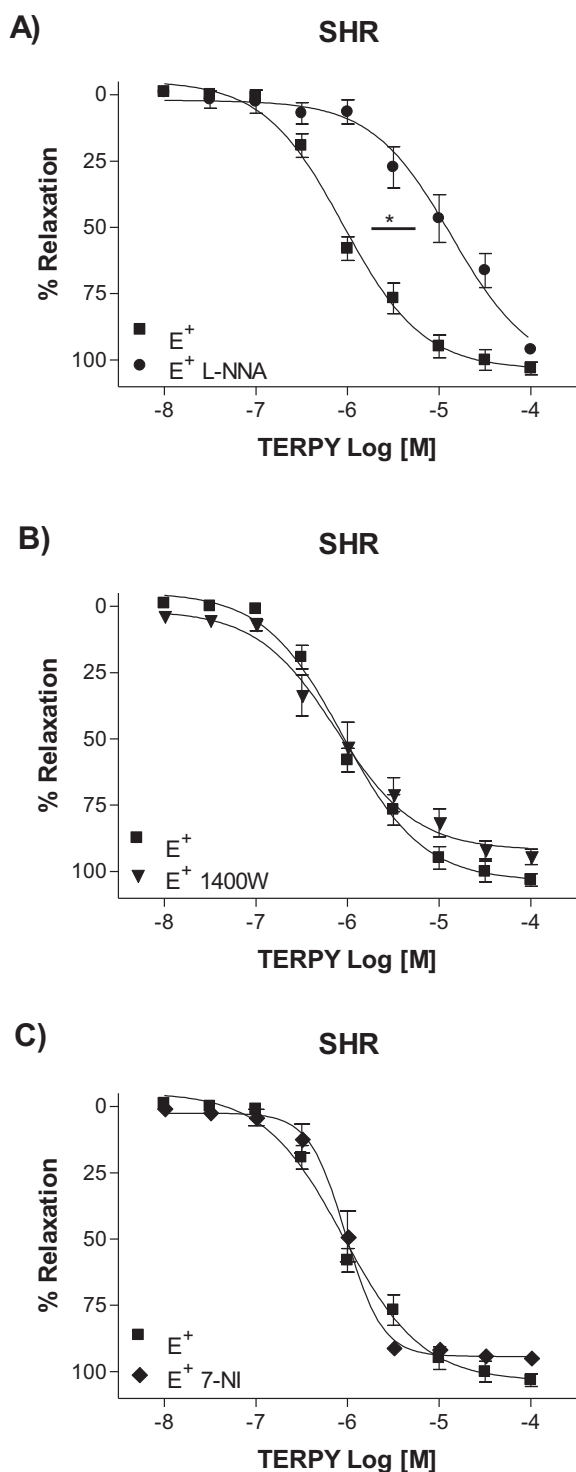 A)
SHR
0
25
50
75
100
% Relaxation
*
E+
E+ L-NNA
-8 -7 -6 -5 -4
TERPY Log [M]
B)
SHR
0
25
50
75
100
% Relaxation
E+
E+ 1400W
-8 -7 -6 -5 -4
TERPY Log [M]
C)
SHR
0
25
50
75
100
% Relaxation
E+
E+ 7-NI
-8 -7 -6 -5 -4
TERPY Log [M]